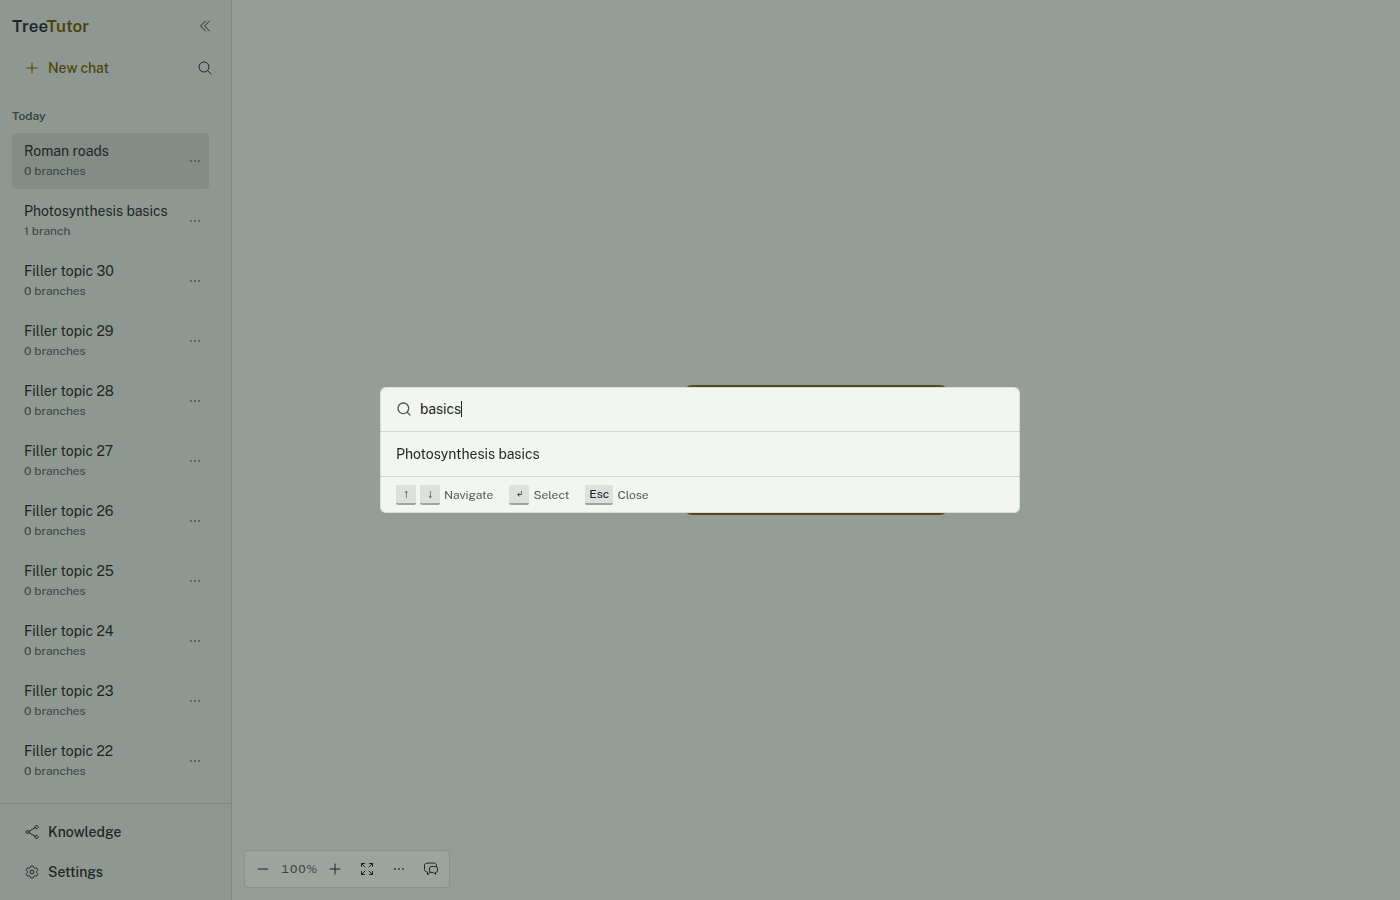 TreeTutor
New chat
Today
Roman roads
0 branches
Photosynthesis basics
1 branch
Filler topic 30
0 branches
Filler topic 29
0 branches
Filler topic 28
0 branches
Filler topic 27
0 branches
Filler topic 26
0 branches
Filler topic 25
0 branches
Filler topic 24
0 branches
Filler topic 23
0 branches
Filler topic 22
0 branches
Knowledge
Settings
basics
Photosynthesis basics
↑ ↓ Navigate ↵ Select Esc Close
100%